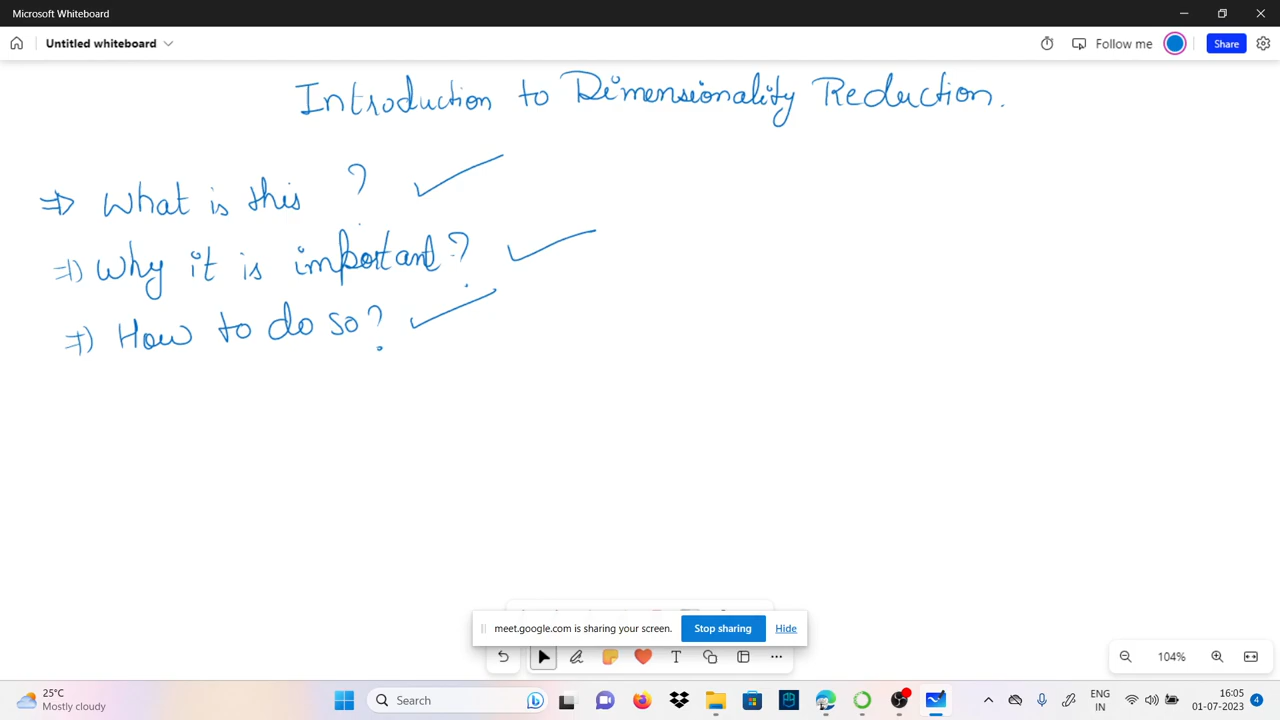 Microsoft Whiteboard
Untitled whiteboard
Follow me
Share
Introduction to Dimensionality Reduction.
⇒ What is this ?
⇒ Why it is important?
⇒ How to do so?
meet.google.com is sharing your screen.
Stop sharing
Hide
104%
25°C
Mostly cloudy
Search
ENG
IN
16:05
01-07-2023
4